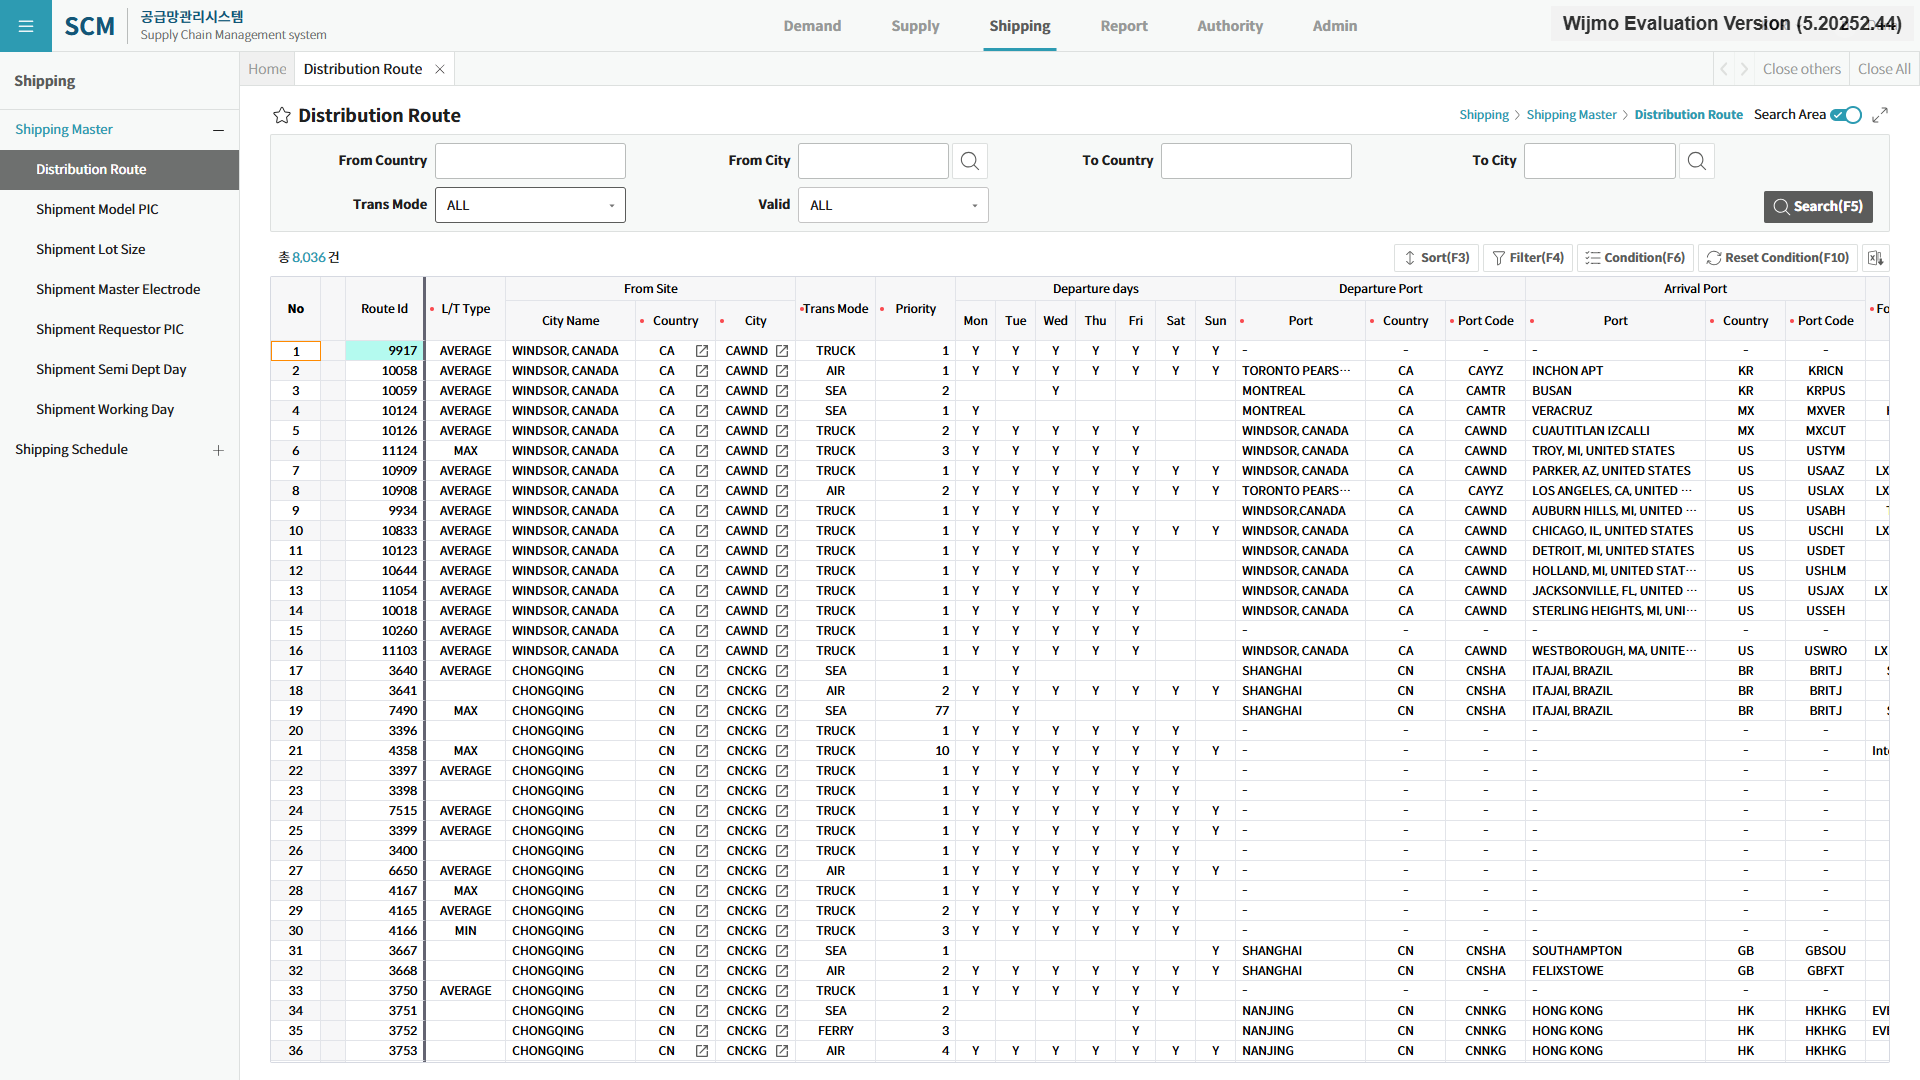 SCM 공급망관리시스템 Supply Chain Management system
Demand Supply Shipping Report Authority Admin
Wijmo Evaluation Version (5.20252.44)
Shipping
Home Distribution Route Close others Close All
Shipping Master
Distribution Route
Shipment Model PIC
Shipment Lot Size
Shipment Master Electrode
Shipment Requestor PIC
Shipment Semi Dept Day
Shipment Working Day
Shipping Schedule
Distribution Route
Shipping > Shipping Master > Distribution Route Search Area
From Country From City To Country To City
Trans Mode ALL Valid ALL
Search(F5)
총 8,036 건
Sort(F3) Filter(F4) Condition(F6) Reset Condition(F10)
No Route Id L/T Type From Site Trans Mode Priority Departure days Departure Port Arrival Port Fo
City Name Country City Mon Tue Wed Thu Fri Sat Sun Port Country Port Code Port Country Port Code
1 9917 AVERAGE WINDSOR, CANADA CA CAWND TRUCK 1 Y Y Y Y Y Y Y - - - - - -
2 10058 AVERAGE WINDSOR, CANADA CA CAWND AIR 1 Y Y Y Y Y Y Y TORONTO PEARS··· CA CAYYZ INCHON APT KR KRICN
3 10059 AVERAGE WINDSOR, CANADA CA CAWND SEA 2 Y MONTREAL CA CAMTR BUSAN KR KRPUS
4 10124 AVERAGE WINDSOR, CANADA CA CAWND SEA 1 Y MONTREAL CA CAMTR VERACRUZ MX MXVER
5 10126 AVERAGE WINDSOR, CANADA CA CAWND TRUCK 2 Y Y Y Y Y WINDSOR, CANADA CA CAWND CUAUTITLAN IZCALLI MX MXCUT
6 11124 MAX WINDSOR, CANADA CA CAWND TRUCK 3 Y Y Y Y Y WINDSOR, CANADA CA CAWND TROY, MI, UNITED STATES US USTYM
7 10909 AVERAGE WINDSOR, CANADA CA CAWND TRUCK 1 Y Y Y Y Y Y Y WINDSOR, CANADA CA CAWND PARKER, AZ, UNITED STATES US USAAZ LX
8 10908 AVERAGE WINDSOR, CANADA CA CAWND AIR 2 Y Y Y Y Y Y Y TORONTO PEARS··· CA CAYYZ LOS ANGELES, CA, UNITED ··· US USLAX LX
9 9934 AVERAGE WINDSOR, CANADA CA CAWND TRUCK 1 Y Y Y Y WINDSOR,CANADA CA CAWND AUBURN HILLS, MI, UNITED ··· US USABH
10 10833 AVERAGE WINDSOR, CANADA CA CAWND TRUCK 1 Y Y Y Y Y Y Y WINDSOR, CANADA CA CAWND CHICAGO, IL, UNITED STATES US USCHI LX
11 10123 AVERAGE WINDSOR, CANADA CA CAWND TRUCK 1 Y Y Y Y Y WINDSOR, CANADA CA CAWND DETROIT, MI, UNITED STATES US USDET
12 10644 AVERAGE WINDSOR, CANADA CA CAWND TRUCK 1 Y Y Y Y Y WINDSOR, CANADA CA CAWND HOLLAND, MI, UNITED STAT··· US USHLM
13 11054 AVERAGE WINDSOR, CANADA CA CAWND TRUCK 1 Y Y Y Y Y WINDSOR, CANADA CA CAWND JACKSONVILLE, FL, UNITED ··· US USJAX LX
14 10018 AVERAGE WINDSOR, CANADA CA CAWND TRUCK 1 Y Y Y Y Y WINDSOR, CANADA CA CAWND STERLING HEIGHTS, MI, UNI··· US USSEH
15 10260 AVERAGE WINDSOR, CANADA CA CAWND TRUCK 1 Y Y Y Y Y - - - - - -
16 11103 AVERAGE WINDSOR, CANADA CA CAWND TRUCK 1 Y Y Y Y Y WINDSOR, CANADA CA CAWND WESTBOROUGH, MA, UNITE··· US USWRO LX
17 3640 AVERAGE CHONGQING CN CNCKG SEA 1 Y SHANGHAI CN CNSHA ITAJAI, BRAZIL BR BRITJ
18 3641 CHONGQING CN CNCKG AIR 2 Y Y Y Y Y Y Y SHANGHAI CN CNSHA ITAJAI, BRAZIL BR BRITJ
19 7490 MAX CHONGQING CN CNCKG SEA 77 Y SHANGHAI CN CNSHA ITAJAI, BRAZIL BR BRITJ
20 3396 CHONGQING CN CNCKG TRUCK 1 Y Y Y Y Y Y - - - - - -
21 4358 MAX CHONGQING CN CNCKG TRUCK 10 Y Y Y Y Y Y Y - - - - - - Int
22 3397 AVERAGE CHONGQING CN CNCKG TRUCK 1 Y Y Y Y Y Y - - - - - -
23 3398 CHONGQING CN CNCKG TRUCK 1 Y Y Y Y Y Y - - - - - -
24 7515 AVERAGE CHONGQING CN CNCKG TRUCK 1 Y Y Y Y Y Y Y - - - - - -
25 3399 AVERAGE CHONGQING CN CNCKG TRUCK 1 Y Y Y Y Y Y Y - - - - - -
26 3400 CHONGQING CN CNCKG TRUCK 1 Y Y Y Y Y Y - - - - - -
27 6650 AVERAGE CHONGQING CN CNCKG AIR 1 Y Y Y Y Y Y Y - - - - - -
28 4167 MAX CHONGQING CN CNCKG TRUCK 1 Y Y Y Y Y Y - - - - - -
29 4165 AVERAGE CHONGQING CN CNCKG TRUCK 2 Y Y Y Y Y Y - - - - - -
30 4166 MIN CHONGQING CN CNCKG TRUCK 3 Y Y Y Y Y Y - - - - - -
31 3667 CHONGQING CN CNCKG SEA 1 Y SHANGHAI CN CNSHA SOUTHAMPTON GB GBSOU
32 3668 CHONGQING CN CNCKG AIR 2 Y Y Y Y Y Y Y SHANGHAI CN CNSHA FELIXSTOWE GB GBFXT
33 3750 AVERAGE CHONGQING CN CNCKG TRUCK 1 Y Y Y Y Y Y - - - - - -
34 3751 CHONGQING CN CNCKG SEA 2 Y NANJING CN CNNKG HONG KONG HK HKHKG EVI
35 3752 CHONGQING CN CNCKG FERRY 3 Y NANJING CN CNNKG HONG KONG HK HKHKG EVI
36 3753 CHONGQING CN CNCKG AIR 4 Y Y Y Y Y Y Y NANJING CN CNNKG HONG KONG HK HKHKG